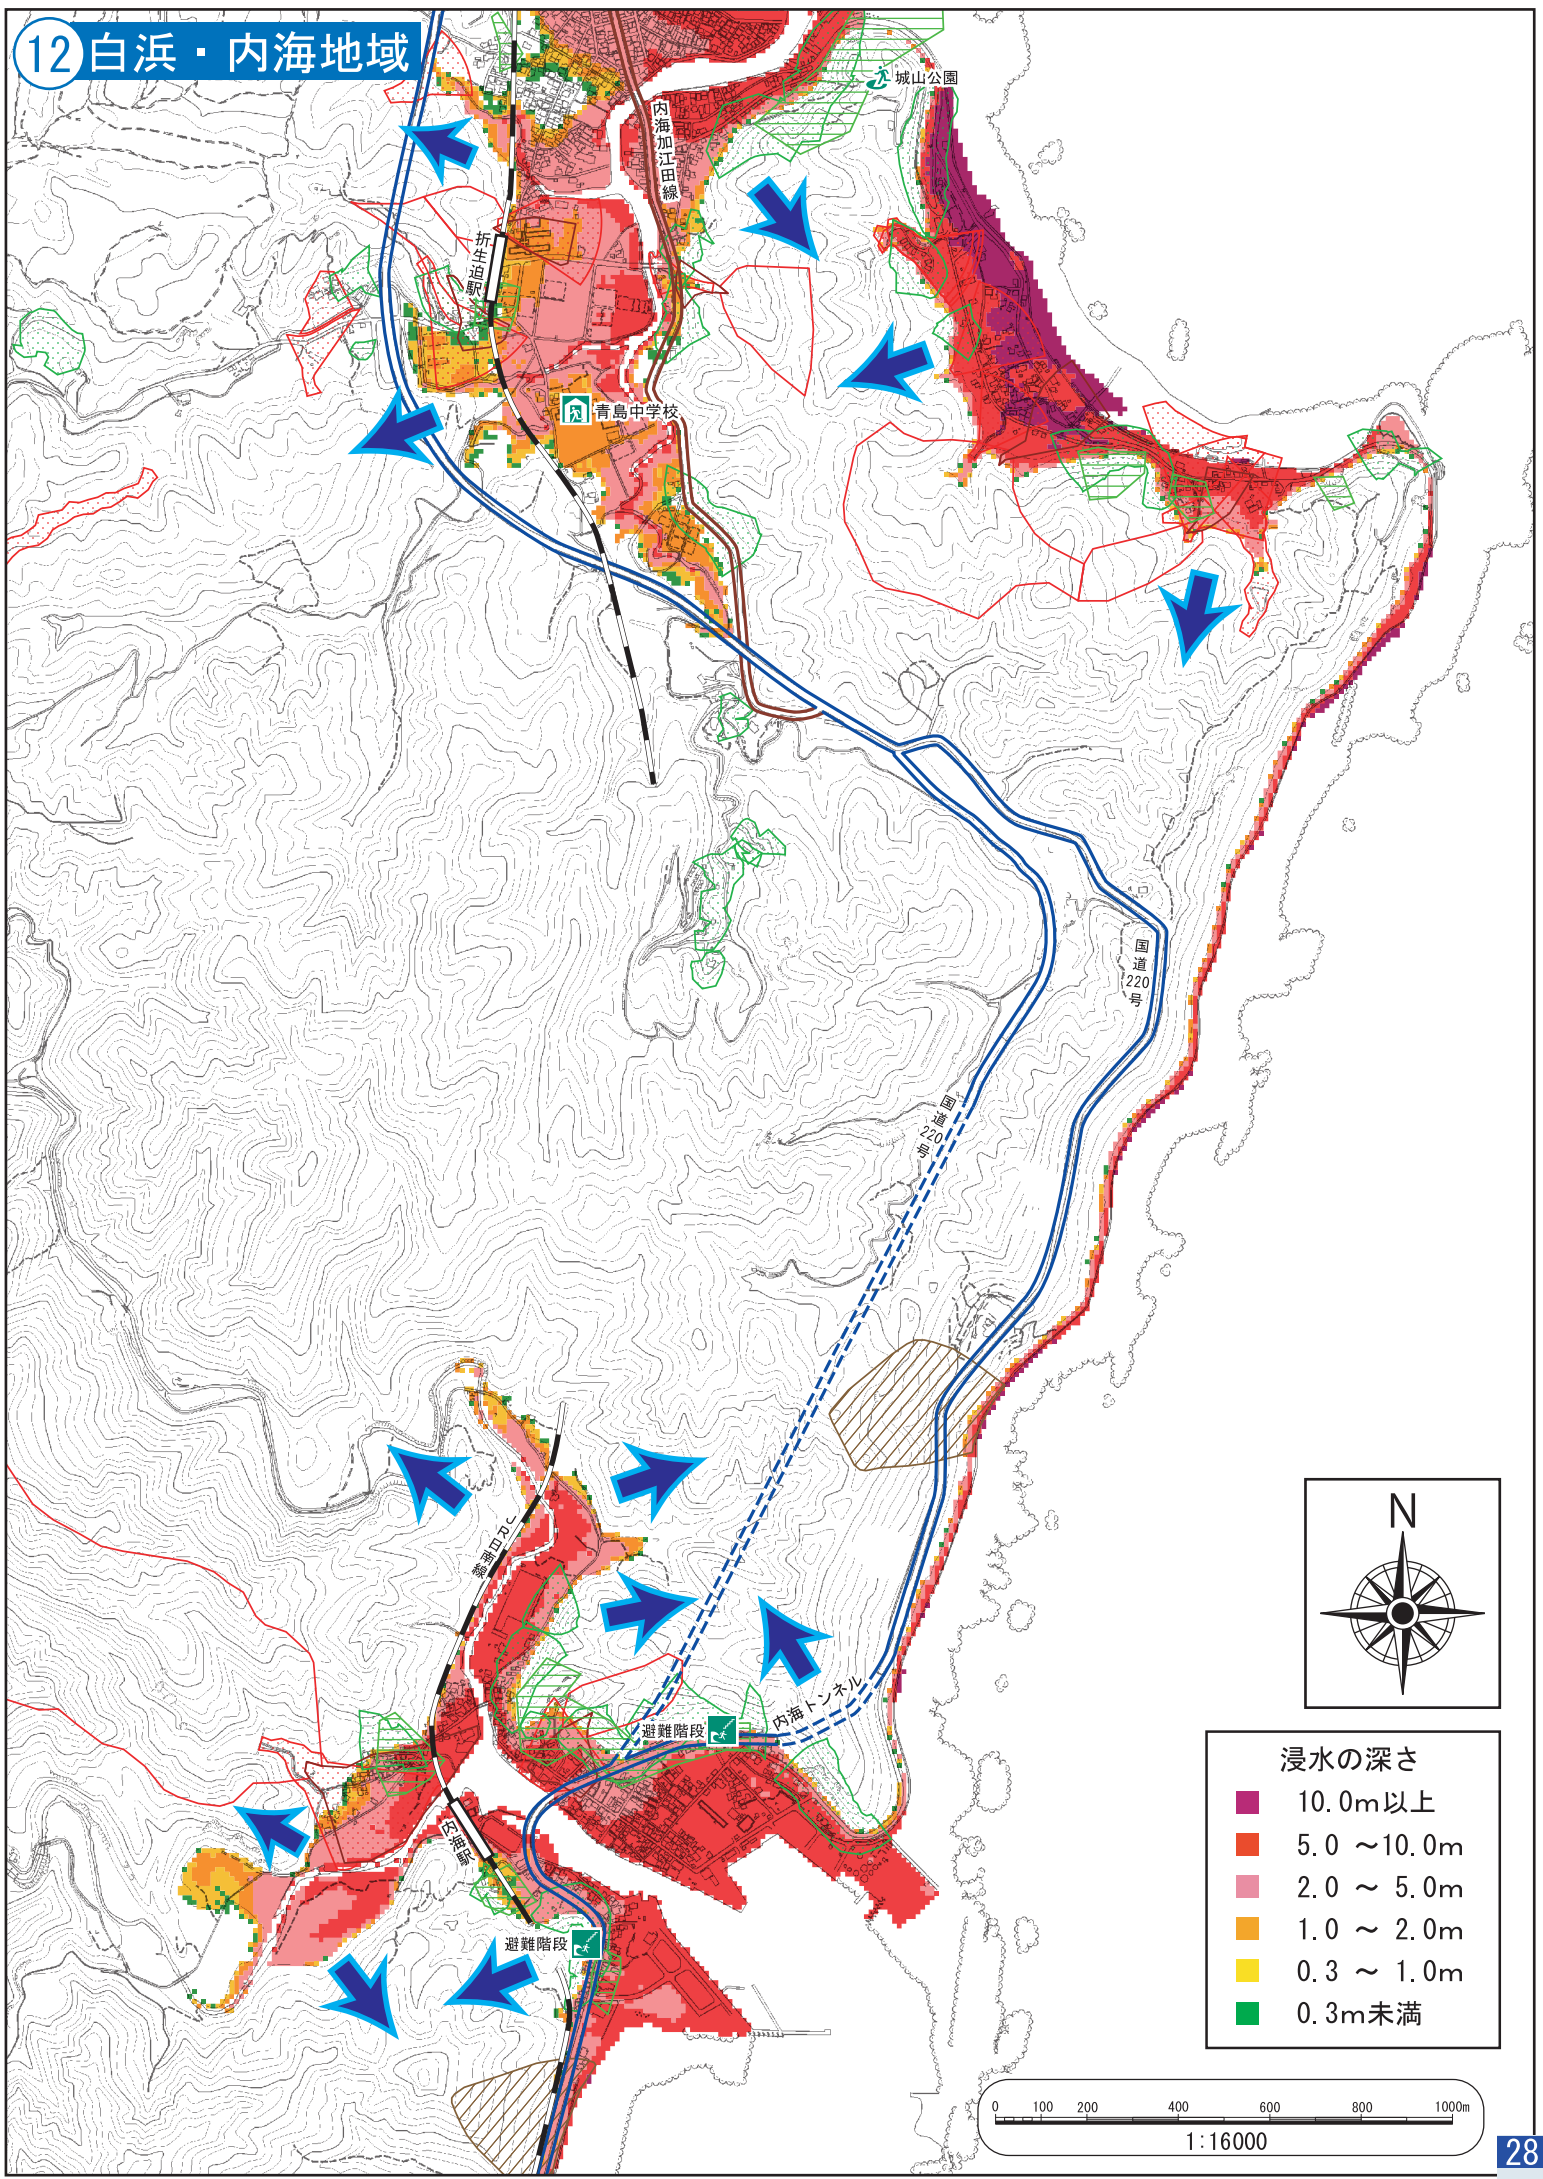 12 白浜・内海地域
城山公園
内海加江田線
折生迫駅
青島中学校
国道220号
国道220号
JR日南線
避難階段
内海トンネル
内海駅
避難階段
N
浸水の深さ
10.0m以上
5.0 ～10.0m
2.0 ～ 5.0m
1.0 ～ 2.0m
0.3 ～ 1.0m
0.3m未満
0 100 200 400 600 800 1000m
1:16000
28